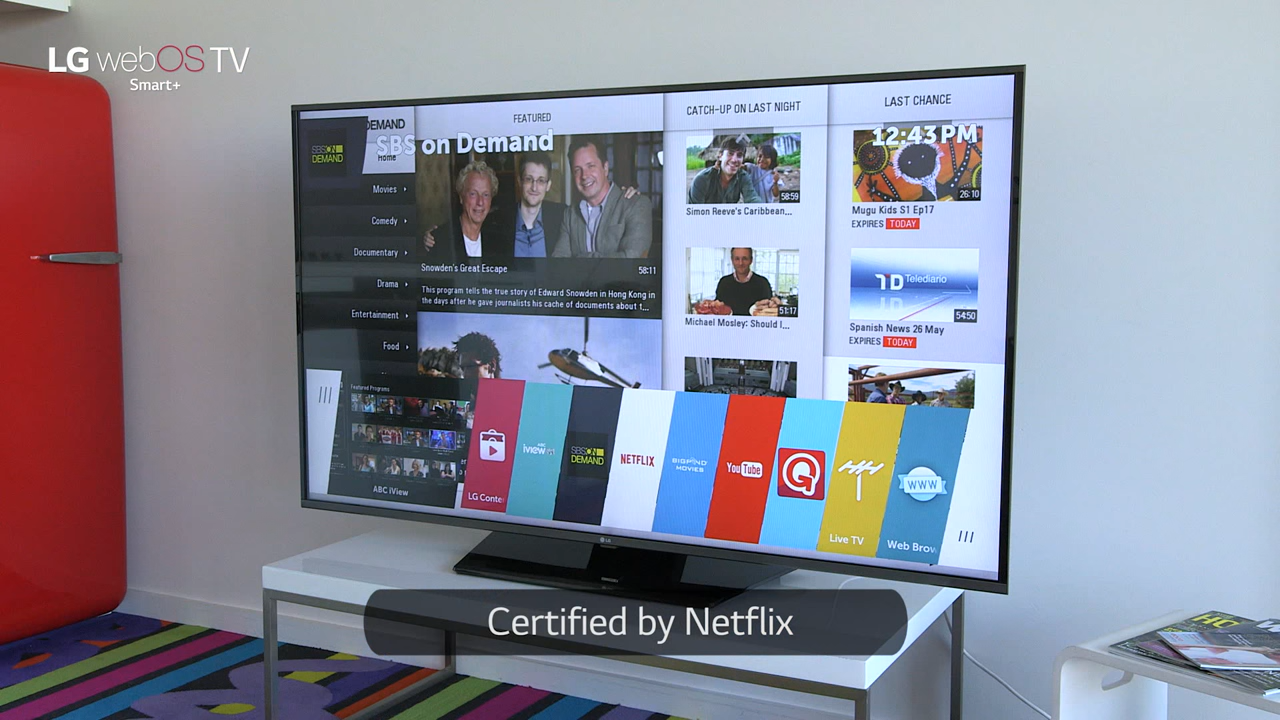 LG webOS TV
Smart+
DEMAND
Home
SBS ON
DEMAND
SBS on Demand
FEATURED
CATCH-UP ON LAST NIGHT
LAST CHANCE
12:43 PM
Movies
Comedy
Documentary
Drama
Entertainment
Food
Snowden's Great Escape
58:11
This program tells the true story of Edward Snowden in Hong Kong in
the days after he gave journalists his cache of documents about t...
58:59
Simon Reeve's Caribbean...
51:17
Michael Mosley: Should I...
26:10
Mugu Kids S1 Ep17
EXPIRES TODAY
TD Telediario
54:50
Spanish News 26 May
EXPIRES TODAY
Featured Programs
ABC iView
LG Conte
ABC
iview
SBS ON
DEMAND
NETFLIX
BIGPOND
MOVIES
YouTube
Live TV
WWW
Web Brow
LG
Certified by Netflix